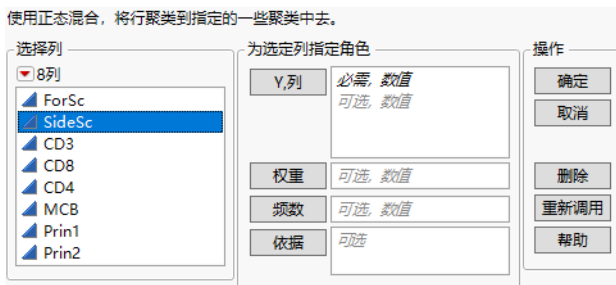 使用正态混合，将行聚类到指定的一些聚类中去。
选择列
8列
ForSc
SideSc
CD3
CD8
CD4
MCB
Prin1
Prin2
为选定列指定角色
Y,列
必需, 数值
可选, 数值
权重
可选, 数值
频数
可选, 数值
依据
可选
操作
确定
取消
删除
重新调用
帮助